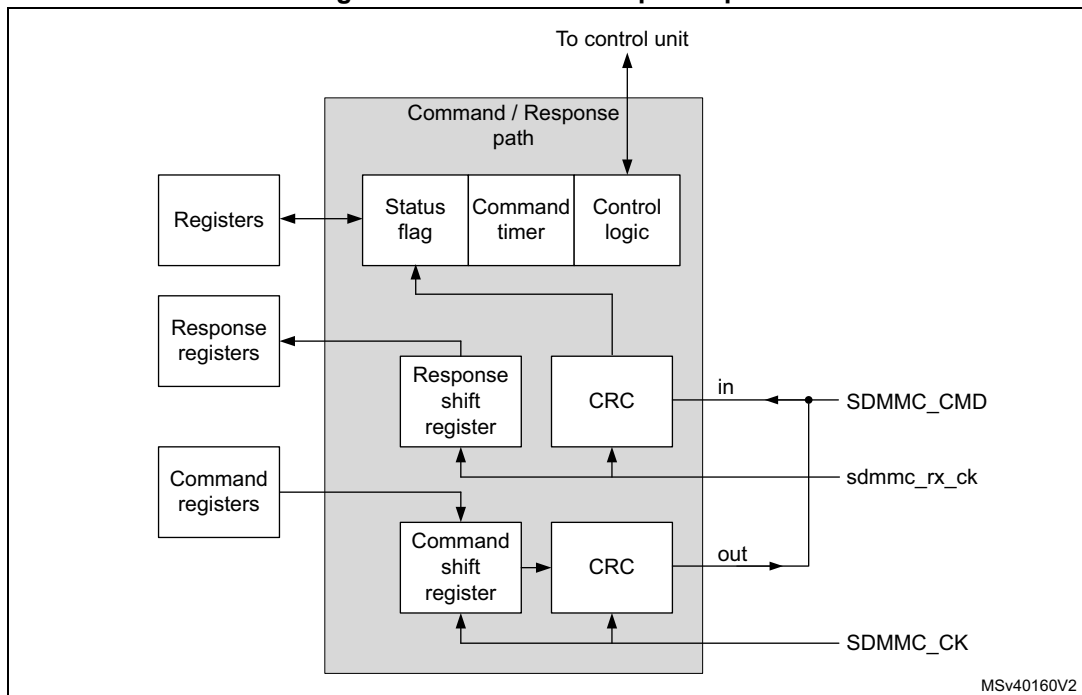 To control unit
Command / Response
path
Registers
Status
flag
Command
timer
Control
logic
Response
registers
Response
shift
register
CRC
in
SDMMC_CMD
sdmmc_rx_ck
Command
registers
Command
shift
register
CRC
out
SDMMC_CK
MSv40160V2